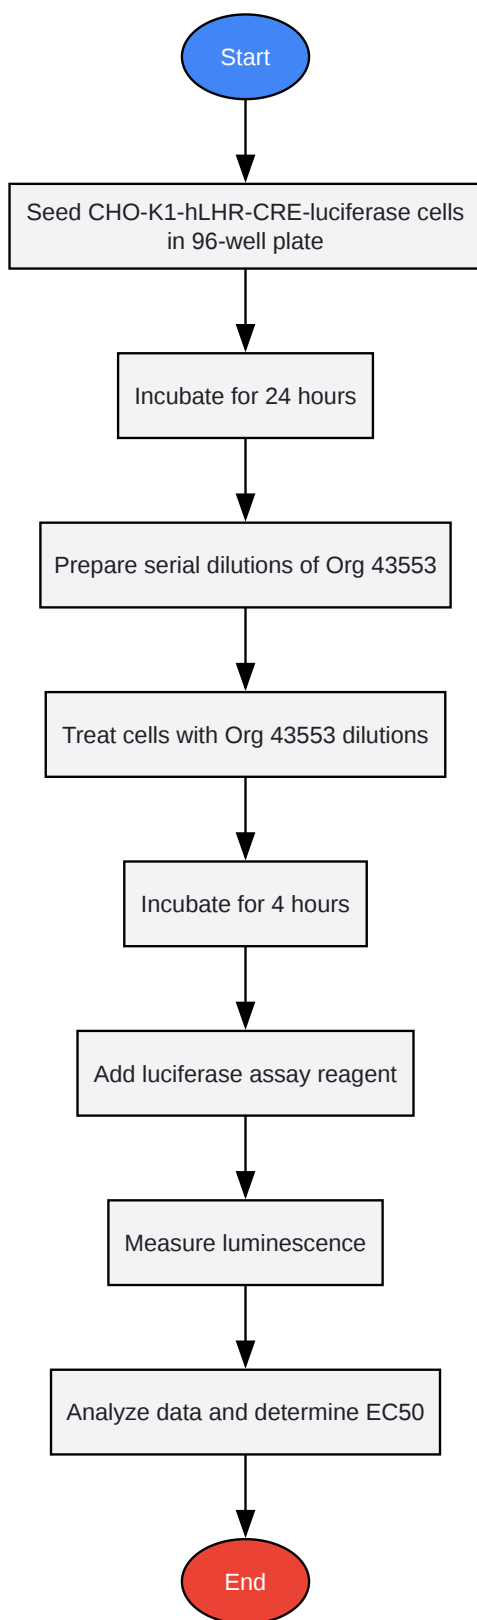 Start
Seed CHO-K1-hLHR-CRE-luciferase cells
in 96-well plate
Incubate for 24 hours
Prepare serial dilutions of Org 43553
Treat cells with Org 43553 dilutions
Incubate for 4 hours
Add luciferase assay reagent
Measure luminescence
Analyze data and determine EC50
End